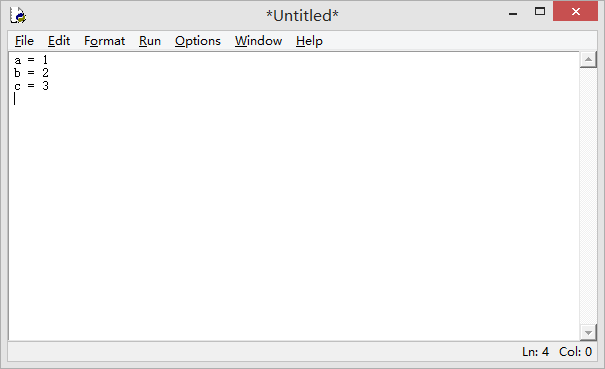 *Untitled*
File Edit Format Run Options Window Help
a = 1
b = 2
c = 3
Ln: 4 Col: 0